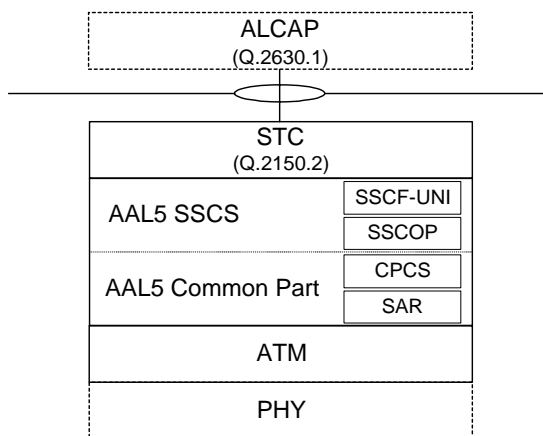 ALCAP
(Q.2630.1)
STC
(Q.2150.2)
AAL5 SSCS
SSCF-UNI
SSCOP
AAL5 Common Part
CPCS
SAR
ATM
PHY